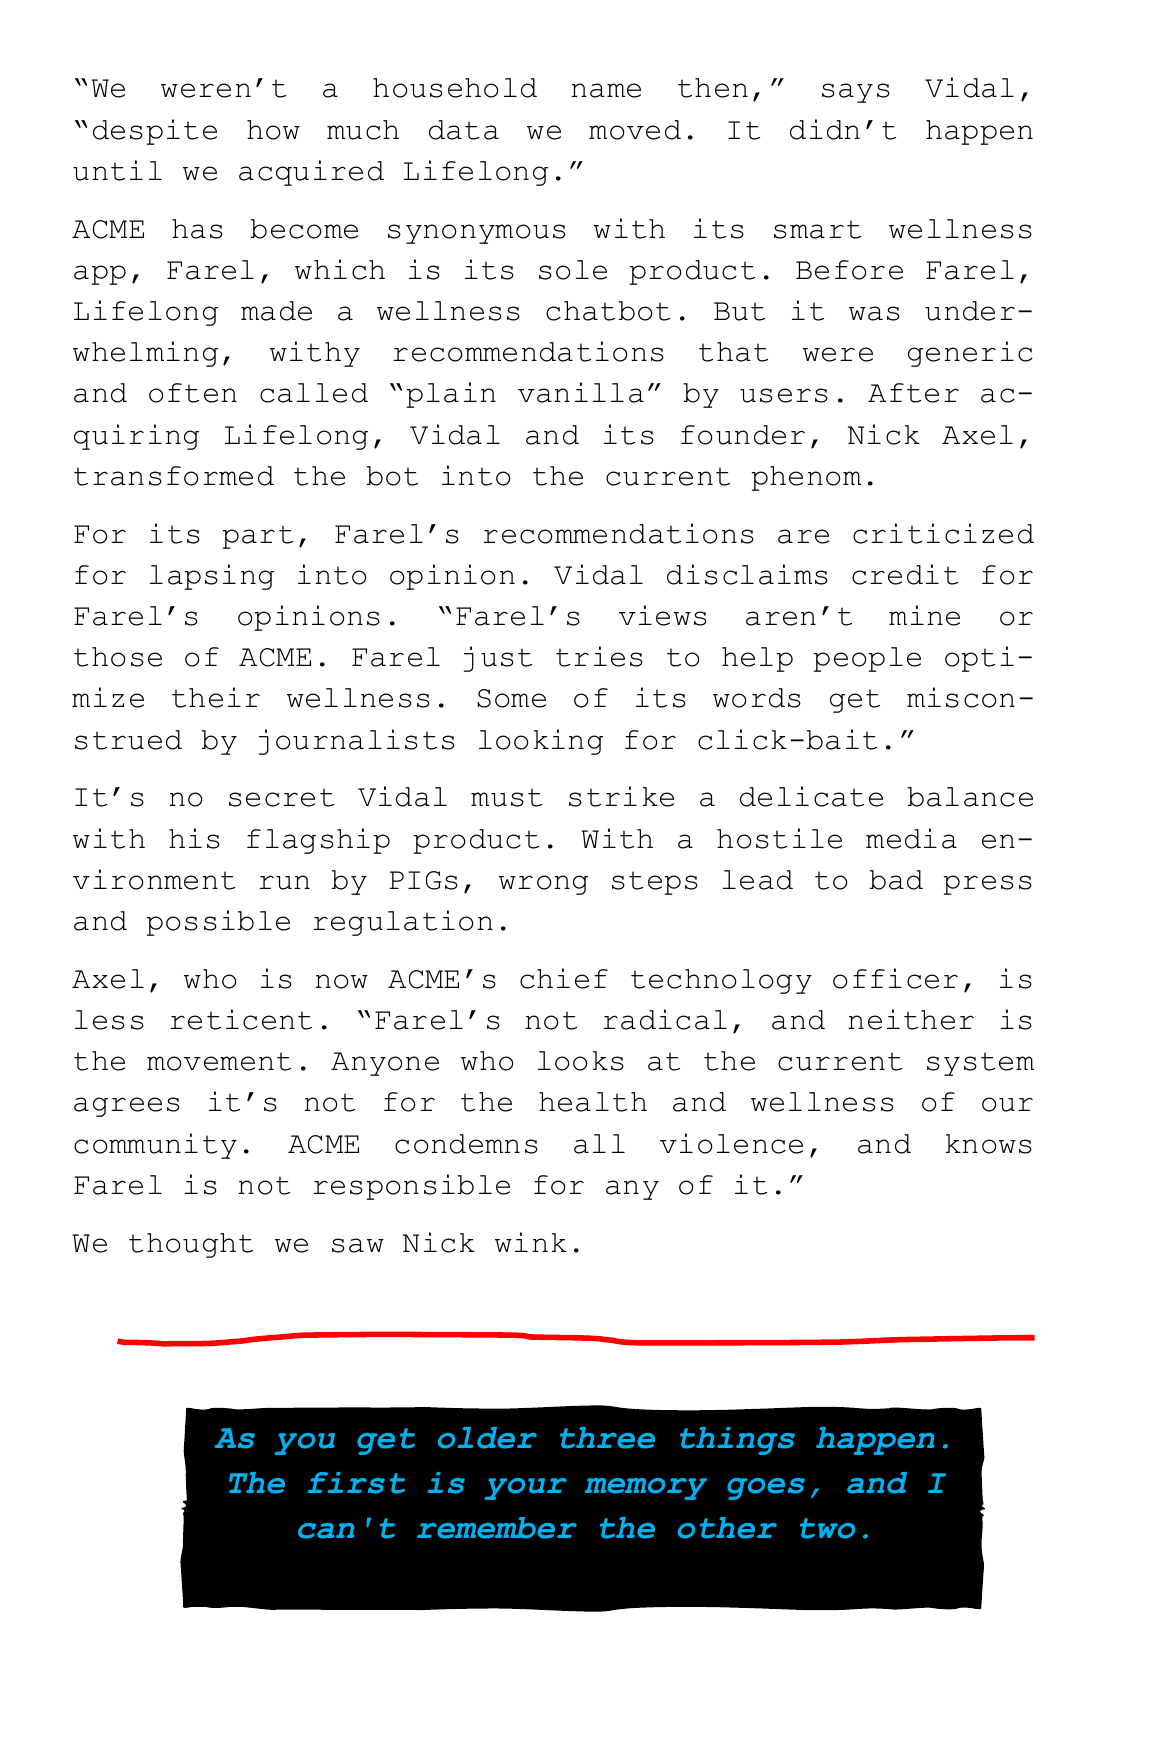 “We weren’t a household name then,” says Vidal,
“despite how much data we moved. It didn’t happen
until we acquired Lifelong.”
ACME has become synonymous with its smart wellness
app, Farel, which is its sole product. Before Farel,
Lifelong made a wellness chatbot. But it was under-
whelming, withy recommendations that were generic
and often called “plain vanilla” by users. After ac-
quiring Lifelong, Vidal and its founder, Nick Axel,
transformed the bot into the current phenom.
For its part, Farel’s recommendations are criticized
for lapsing into opinion. Vidal disclaims credit for
Farel’s opinions. “Farel’s views aren’t mine or
those of ACME. Farel just tries to help people opti-
mize their wellness. Some of its words get miscon-
strued by journalists looking for click-bait.”
It’s no secret Vidal must strike a delicate balance
with his flagship product. With a hostile media en-
vironment run by PIGs, wrong steps lead to bad press
and possible regulation.
Axel, who is now ACME’s chief technology officer, is
less reticent. “Farel’s not radical, and neither is
the movement. Anyone who looks at the current system
agrees it’s not for the health and wellness of our
community. ACME condemns all violence, and knows
Farel is not responsible for any of it.”
We thought we saw Nick wink.
As you get older three things happen.
The first is your memory goes, and I
can't remember the other two.